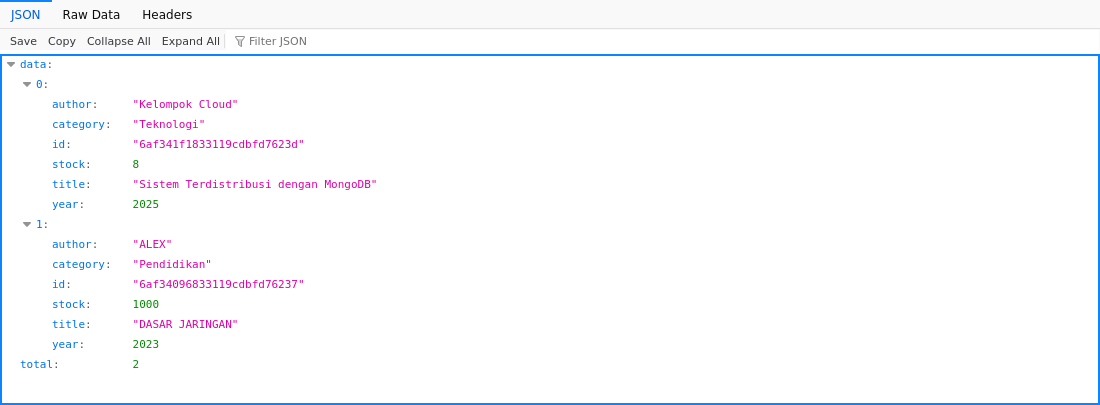 JSON Raw Data Headers
Save Copy Collapse All Expand All Filter JSON
data:
0:
author: "Kelompok Cloud"
category: "Teknologi"
id: "6af341f1833119cdbfd7623d"
stock: 8
title: "Sistem Terdistribusi dengan MongoDB"
year: 2025
1:
author: "ALEX"
category: "Pendidikan"
id: "6af34096833119cdbfd76237"
stock: 1000
title: "DASAR JARINGAN"
year: 2023
total: 2